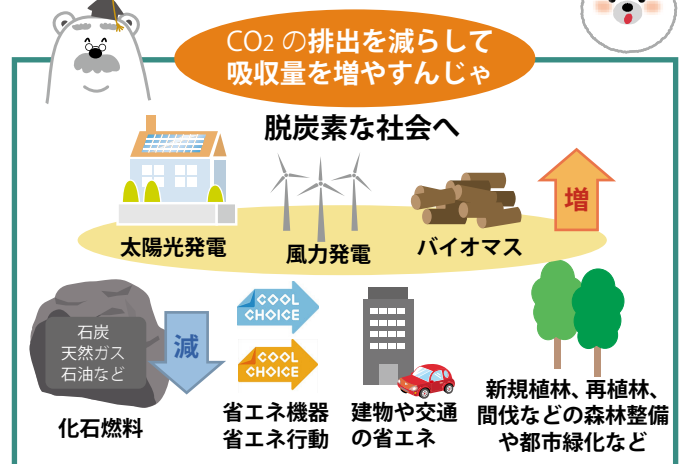 CO2 の排出を減らして
吸収量を増やすんじゃ
脱炭素な社会へ
増
太陽光発電
風力発電
バイオマス
石炭
天然ガス
石油など
減
COOL
CHOICE
COOL
CHOICE
化石燃料
省エネ機器
省エネ行動
建物や交通
の省エネ
新規植林、再植林、
間伐などの森林整備
や都市緑化など